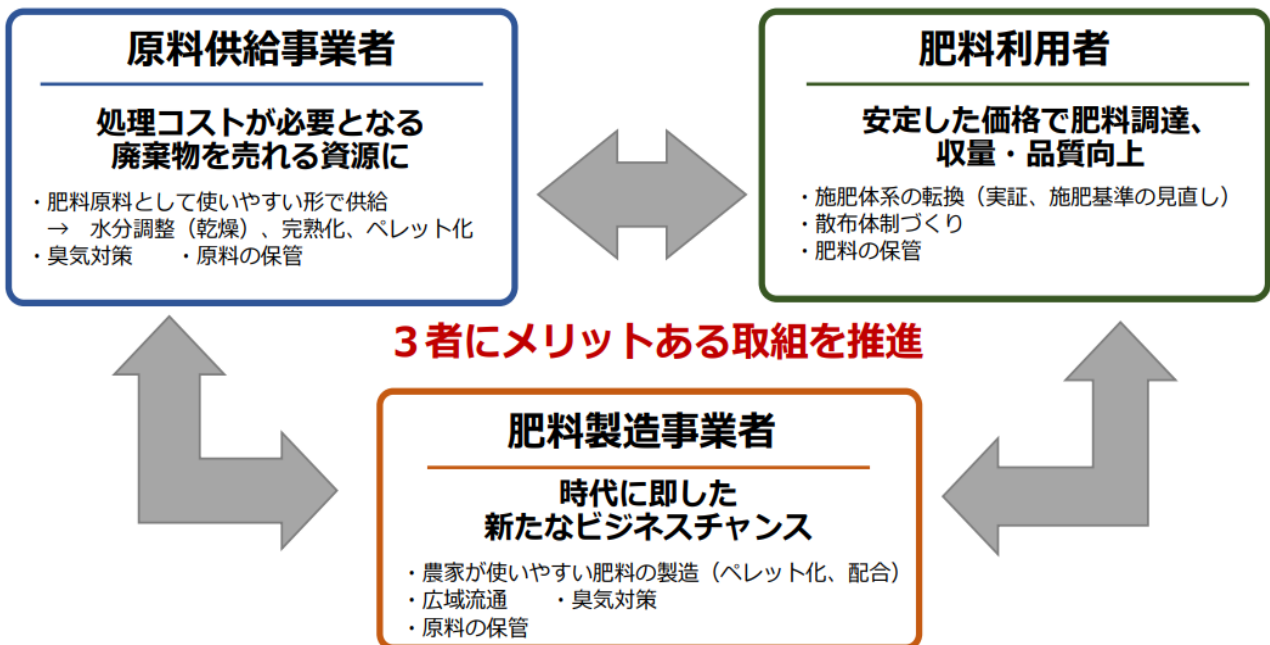 原料供給事業者
処理コストが必要となる
廃棄物を売れる資源に
・肥料原料として使いやすい形で供給
→ 水分調整（乾燥）、完熟化、ペレット化
・臭気対策　　・原料の保管
肥料利用者
安定した価格で肥料調達、
収量・品質向上
・施肥体系の転換（実証、施肥基準の見直し）
・散布体制づくり
・肥料の保管
３者にメリットある取組を推進
肥料製造事業者
時代に即した
新たなビジネスチャンス
・農家が使いやすい肥料の製造（ペレット化、配合）
・広域流通　　・臭気対策
・原料の保管